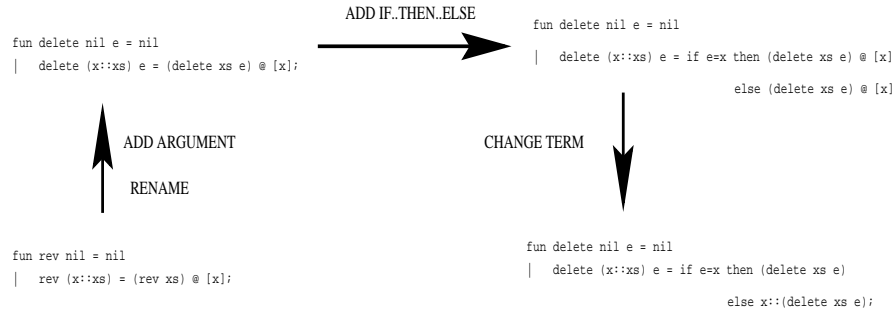 ADD IF..THEN..ELSE
fun delete nil e = nil
| delete (x::xs) e = (delete xs e) @ [x];
fun delete nil e = nil
| delete (x::xs) e = if e=x then (delete xs e) @ [x]
else (delete xs e) @ [x]
ADD ARGUMENT
RENAME
CHANGE TERM
fun rev nil = nil
| rev (x::xs) = (rev xs) @ [x];
fun delete nil e = nil
| delete (x::xs) e = if e=x then (delete xs e)
else x::(delete xs e);